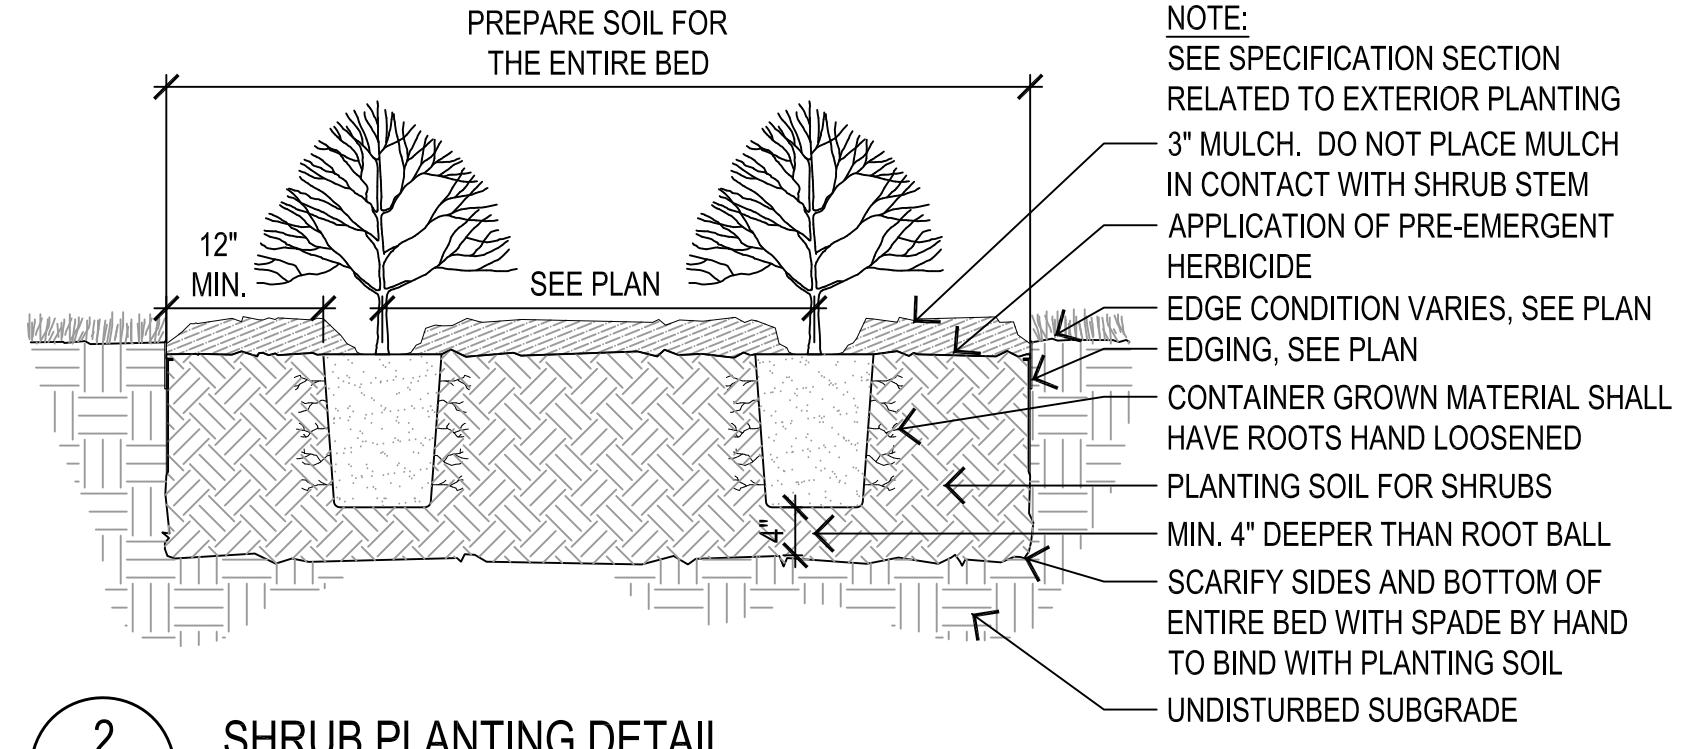 PREPARE SOIL FOR
THE ENTIRE BED
12"
MIN.
SEE PLAN
4"
NOTE:
SEE SPECIFICATION SECTION
RELATED TO EXTERIOR PLANTING
3" MULCH.  DO NOT PLACE MULCH
IN CONTACT WITH SHRUB STEM
APPLICATION OF PRE-EMERGENT
HERBICIDE
EDGE CONDITION VARIES, SEE PLAN
EDGING, SEE PLAN
CONTAINER GROWN MATERIAL SHALL
HAVE ROOTS HAND LOOSENED
PLANTING SOIL FOR SHRUBS
MIN. 4" DEEPER THAN ROOT BALL
SCARIFY SIDES AND BOTTOM OF
ENTIRE BED WITH SPADE BY HAND
TO BIND WITH PLANTING SOIL
UNDISTURBED SUBGRADE
2
SHRUB PLANTING DETAIL